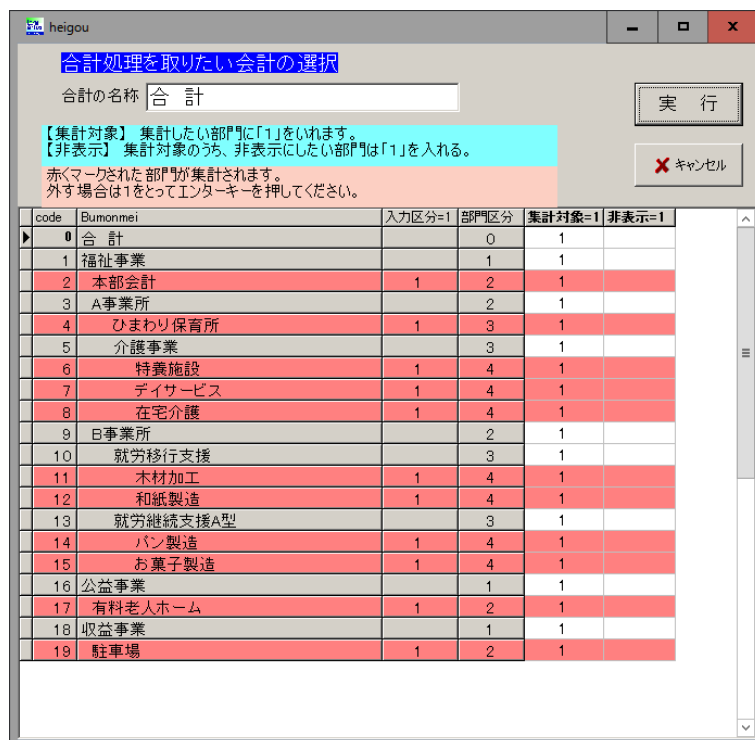 heigou
合計処理を取りたい会計の選択
合計の名称 合 計
実 行
【集計対象】 集計したい部門に「1」をいれます。
【非表示】 集計対象のうち、非表示にしたい部門は「1」を入れる。
キャンセル
赤くマークされた部門が集計されます。
外す場合は1をとってエンターキーを押してください。
code Bumonmei 入力区分=1 部門区分 集計対象=1 非表示=1
0 合 計 0 1
1 福祉事業 1 1
2 本部会計 1 2 1
3 A事業所 2 1
4 ひまわり保育所 1 3 1
5 介護事業 3 1
6 特養施設 1 4 1
7 デイサービス 1 4 1
8 在宅介護 1 4 1
9 B事業所 2 1
10 就労移行支援 3 1
11 木材加工 1 4 1
12 和紙製造 1 4 1
13 就労継続支援A型 3 1
14 パン製造 1 4 1
15 お菓子製造 1 4 1
16 公益事業 1 1
17 有料老人ホーム 1 2 1
18 収益事業 1 1
19 駐車場 1 2 1